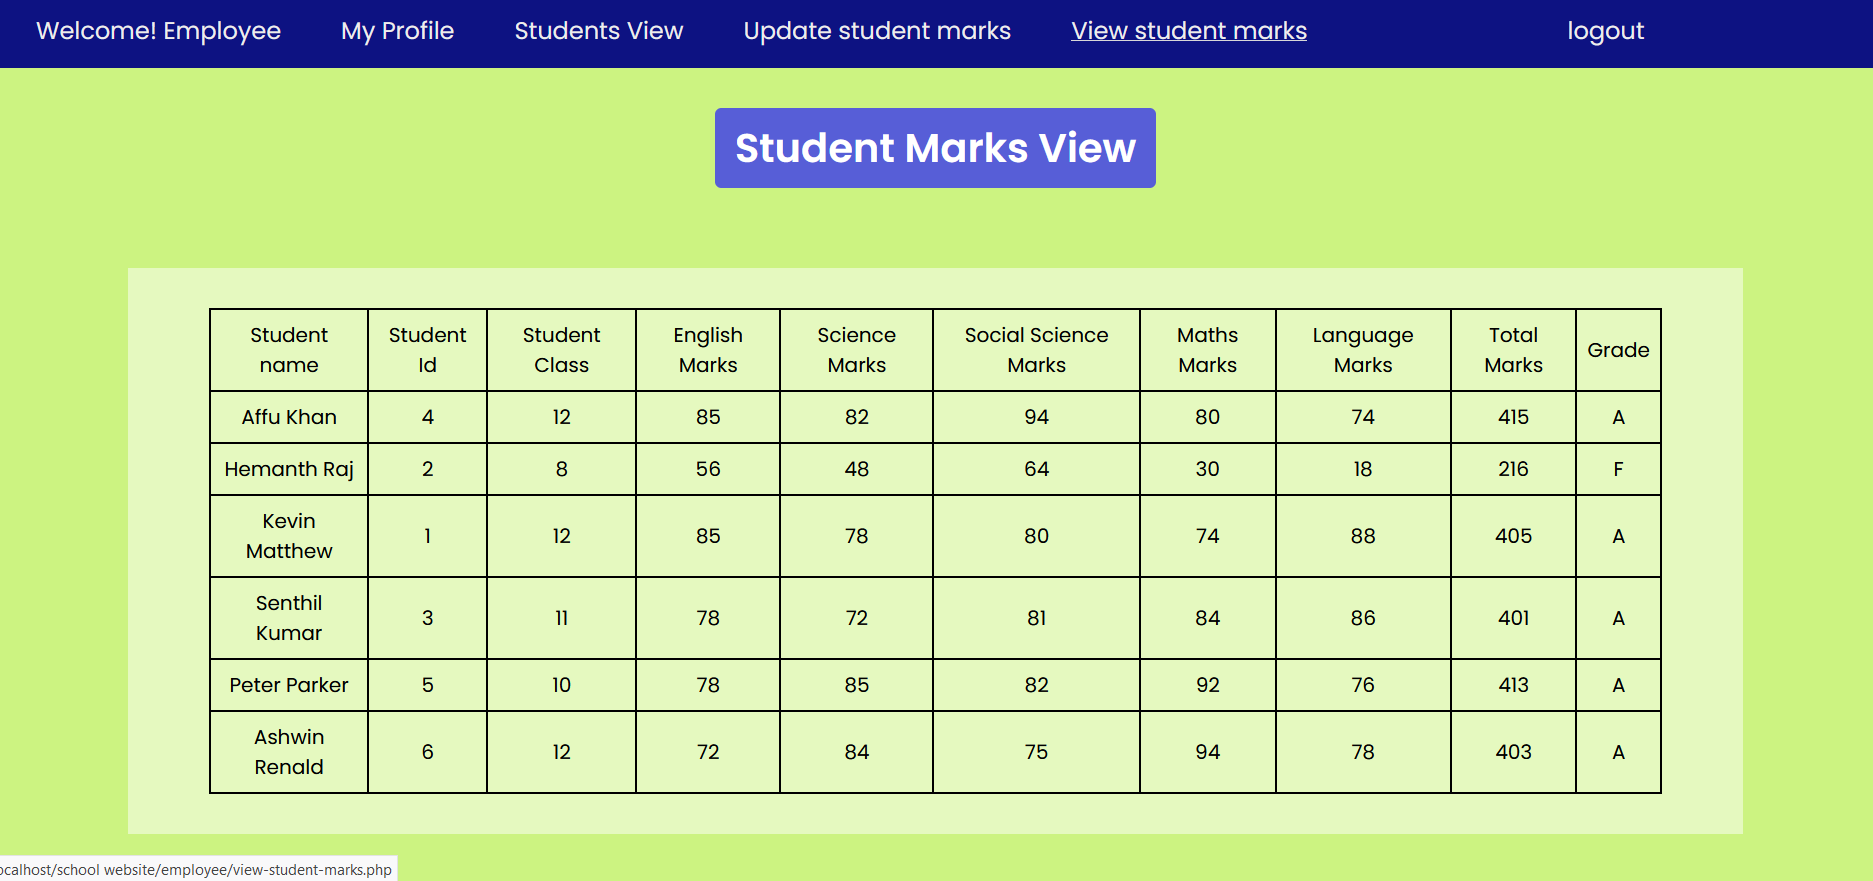 Welcome! Employee My Profile Students View Update student marks View student marks logout
Student Marks View
Student name Student Id Student Class English Marks Science Marks Social Science Marks Maths Marks Language Marks Total Marks Grade
Affu Khan 4 12 85 82 94 80 74 415 A
Hemanth Raj 2 8 56 48 64 30 18 216 F
Kevin Matthew 1 12 85 78 80 74 88 405 A
Senthil Kumar 3 11 78 72 81 84 86 401 A
Peter Parker 5 10 78 85 82 92 76 413 A
Ashwin Renald 6 12 72 84 75 94 78 403 A
ocalhost/school website/employee/view-student-marks.php